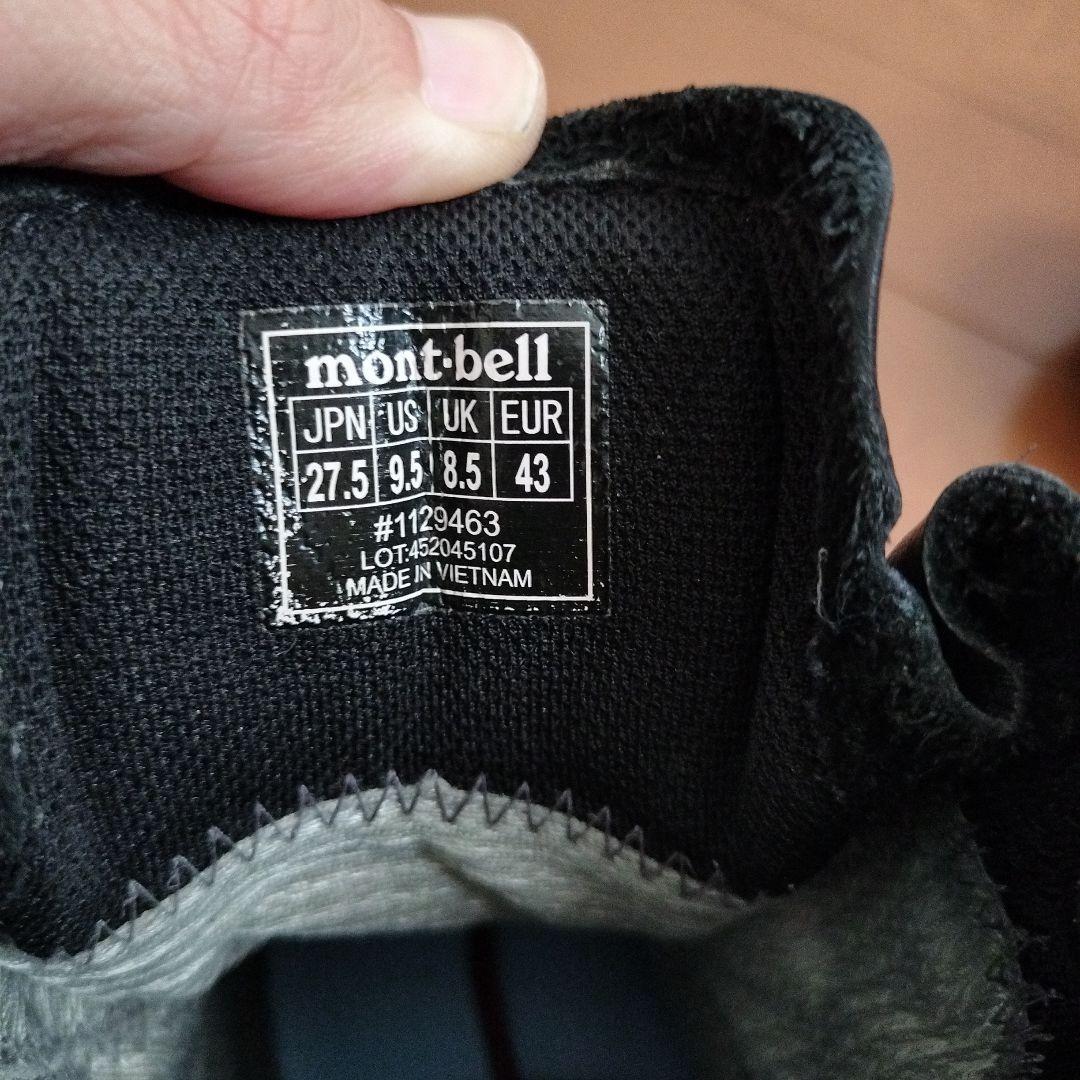 mont·bell
JPN US UK EUR
27.5 9.5 8.5 43
#1129463
LOT:452045107
MADE IN VIETNAM